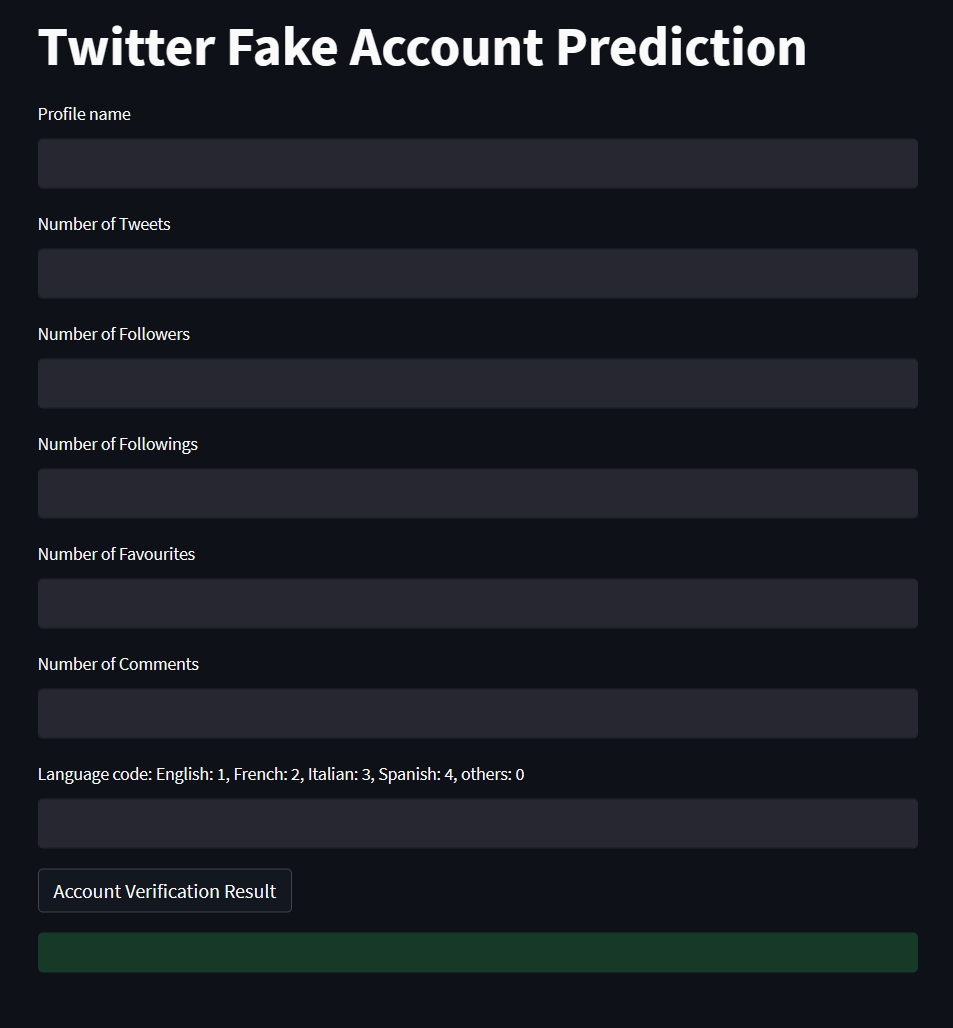 Twitter Fake Account Prediction
Profile name
Number of Tweets
Number of Followers
Number of Followings
Number of Favourites
Number of Comments
Language code: English: 1, French: 2, Italian: 3, Spanish: 4, others: 0
Account Verification Result